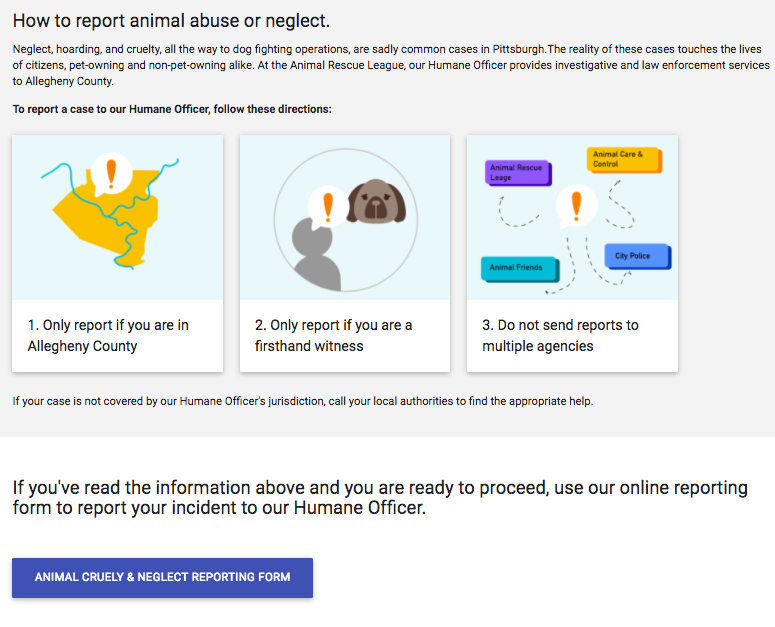 How to report animal abuse or neglect.
Neglect, hoarding, and cruelty, all the way to dog fighting operations, are sadly common cases in Pittsburgh.The reality of these cases touches the lives
of citizens, pet-owning and non-pet-owning alike. At the Animal Rescue League, our Humane Officer provides investigative and law enforcement services
to Allegheny County.
To report a case to our Humane Officer, follow these directions:
Animal Rescue
Leage
Animal Care &
Control
Animal Friends
City Police
1. Only report if you are in
Allegheny County
2. Only report if you are a
firsthand witness
3. Do not send reports to
multiple agencies
If your case is not covered by our Humane Officer's jurisdiction, call your local authorities to find the appropriate help.
If you've read the information above and you are ready to proceed, use our online reporting
form to report your incident to our Humane Officer.
ANIMAL CRUELY & NEGLECT REPORTING FORM